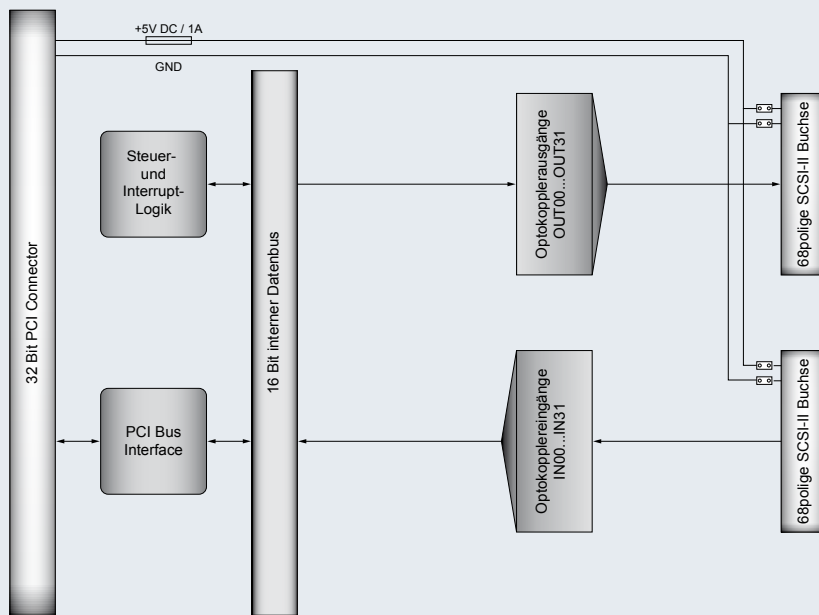 +5V DC / 1A
GND
32 Bit PCI Connector
Steuer-
und
Interrupt-
Logik
PCI Bus
Interface
16 Bit interner Datenbus
Optokopplerausgänge
OUT00...OUT31
68polige SCSI-II Buchse
Optokopplereingänge
IN00...IN31
68polige SCSI-II Buchse